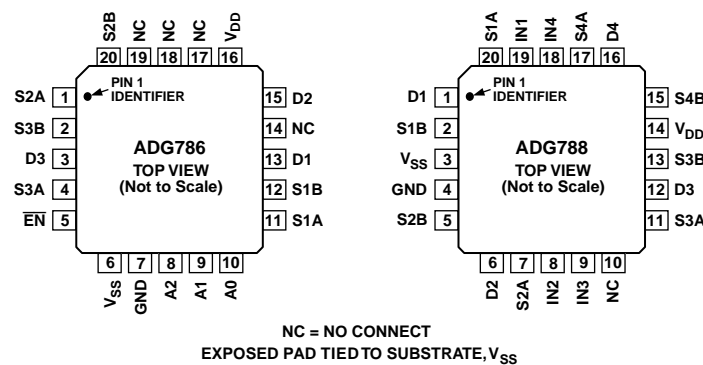 S2B NC NC NC VDD
20 19 18 17 16
PIN 1
IDENTIFIER
S2A 1
S3B 2
D3 3
S3A 4
EN 5
ADG786
TOP VIEW
(Not to Scale)
15 D2
14 NC
13 D1
12 S1B
11 S1A
6 7 8 9 10
VSS GND A2 A1 A0
S1A IN1 IN4 S4A D4
20 19 18 17 16
PIN 1
IDENTIFIER
D1 1
S1B 2
VSS 3
GND 4
S2B 5
ADG788
TOP VIEW
(Not to Scale)
15 S4B
14 VDD
13 S3B
12 D3
11 S3A
6 7 8 9 10
D2 S2A IN2 IN3 NC
NC = NO CONNECT
EXPOSED PAD TIED TO SUBSTRATE, VSS